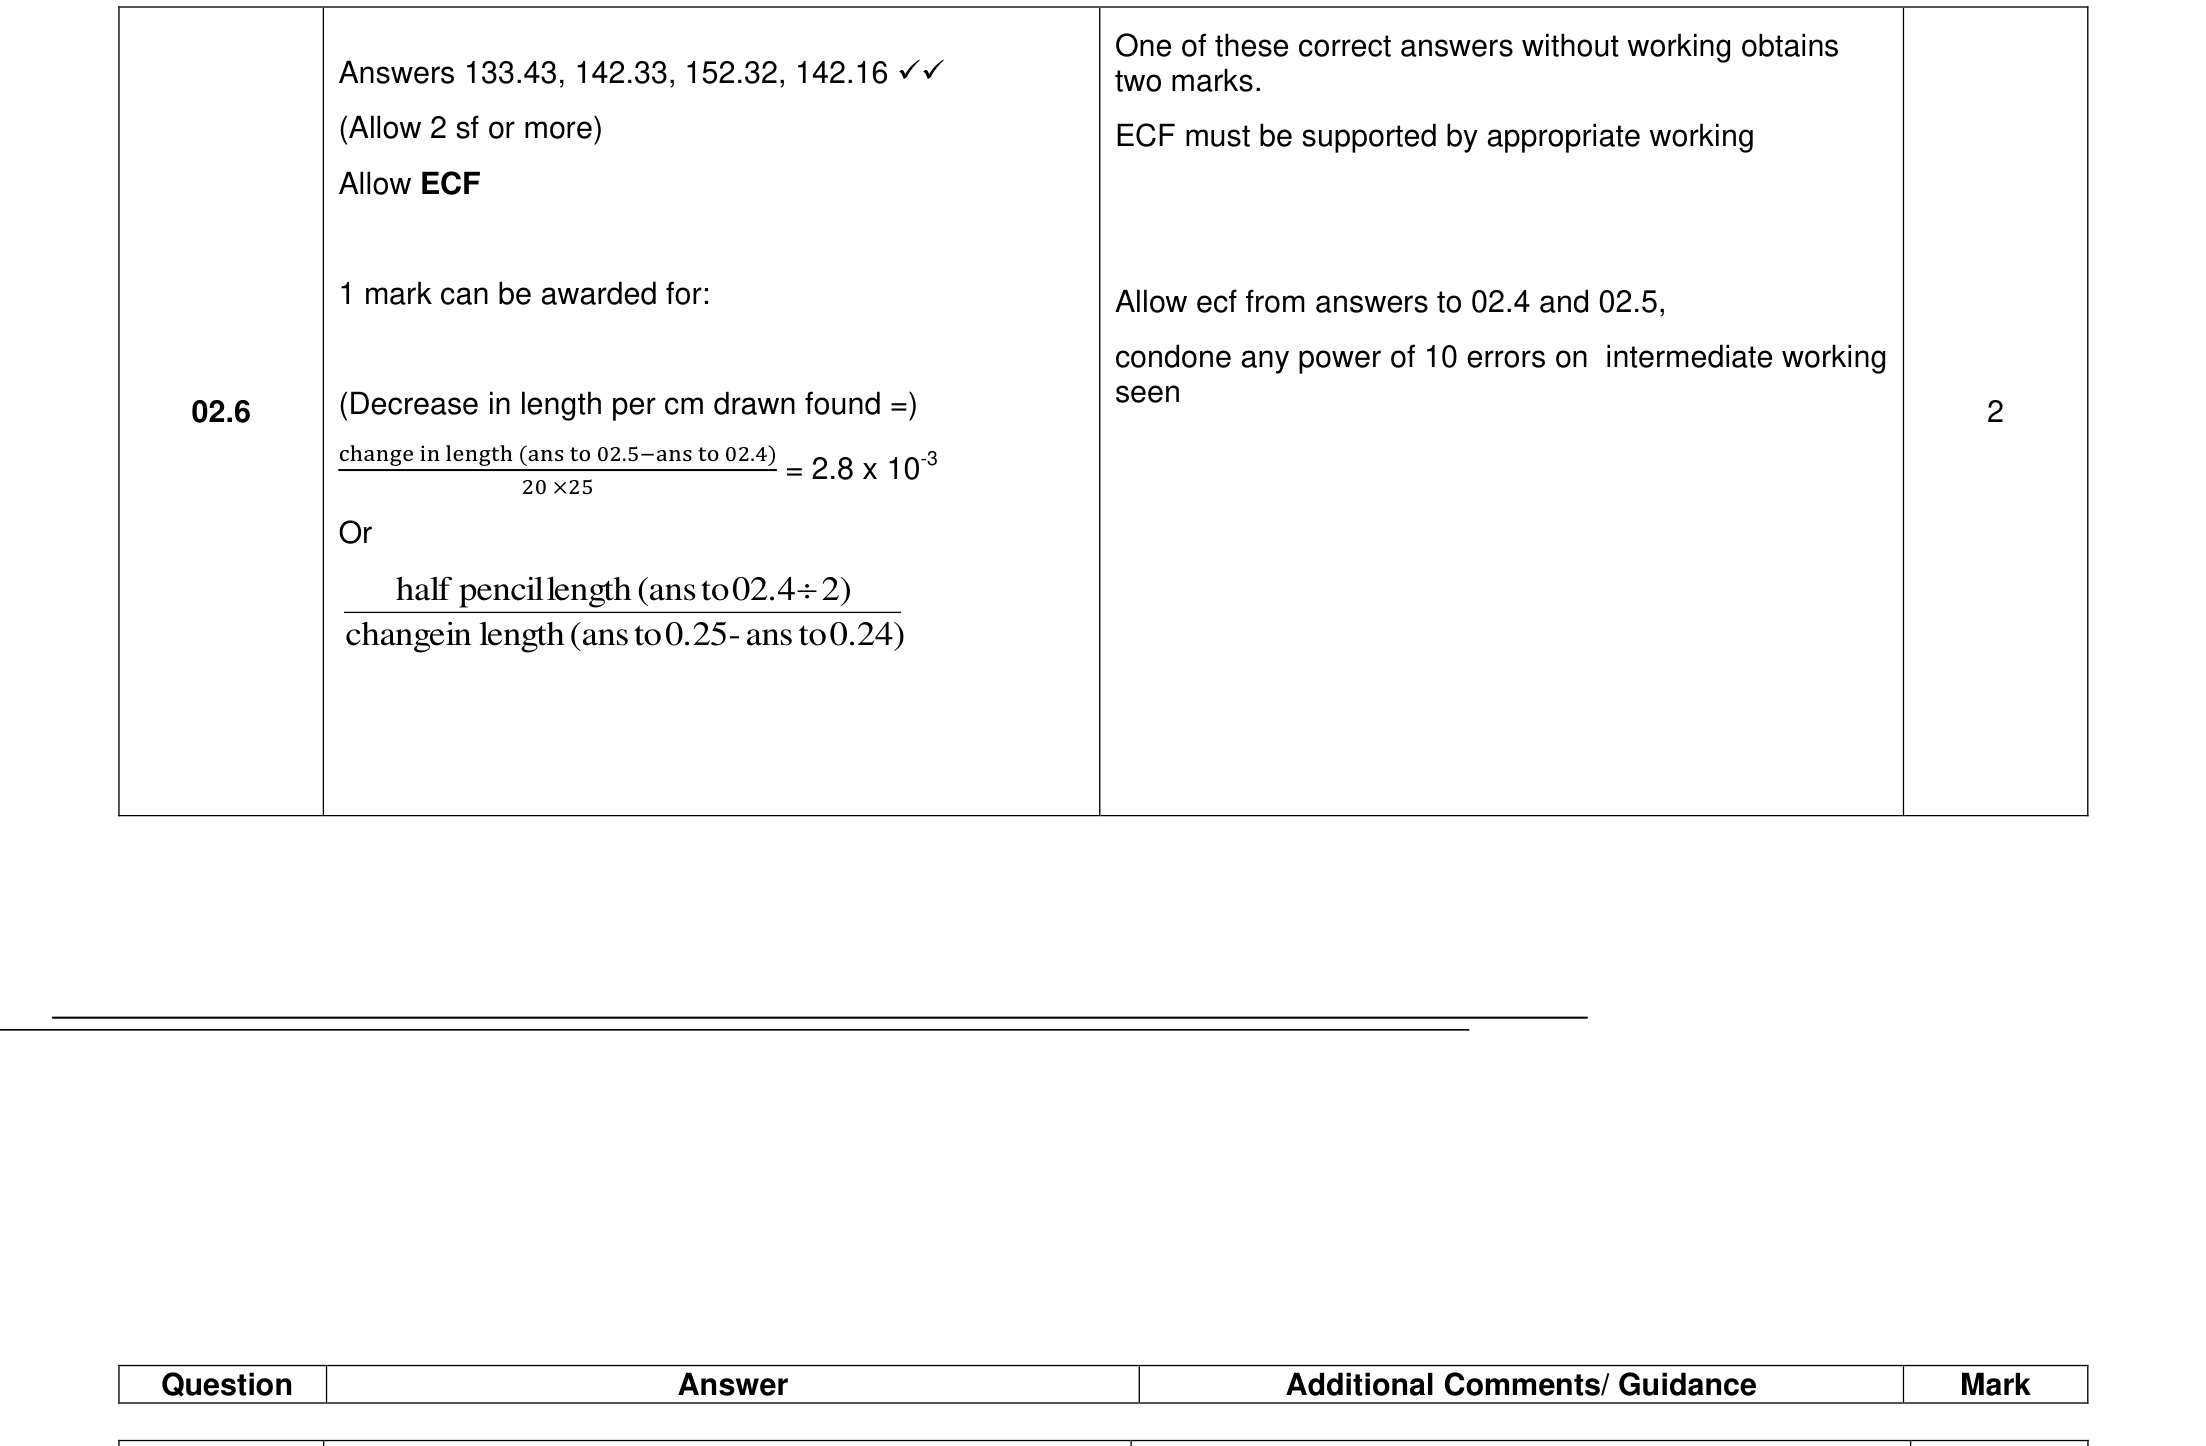 Answers 133.43, 142.33, 152.32, 142.16 ✓✓
(Allow 2 sf or more)
Allow ECF
1 mark can be awarded for:
(Decrease in length per cm drawn found =)
change in length (ans to 02.5−ans to 02.4)
20 ×25
= 2.8 x 10-3
Or
half pencil length (ans to 02.4÷ 2)
changein length (ans to 0.25- ans to 0.24)
One of these correct answers without working obtains
two marks.
ECF must be supported by appropriate working
Allow ecf from answers to 02.4 and 02.5,
condone any power of 10 errors on  intermediate working
seen
02.6
2
Question
Answer
Additional Comments/ Guidance
Mark